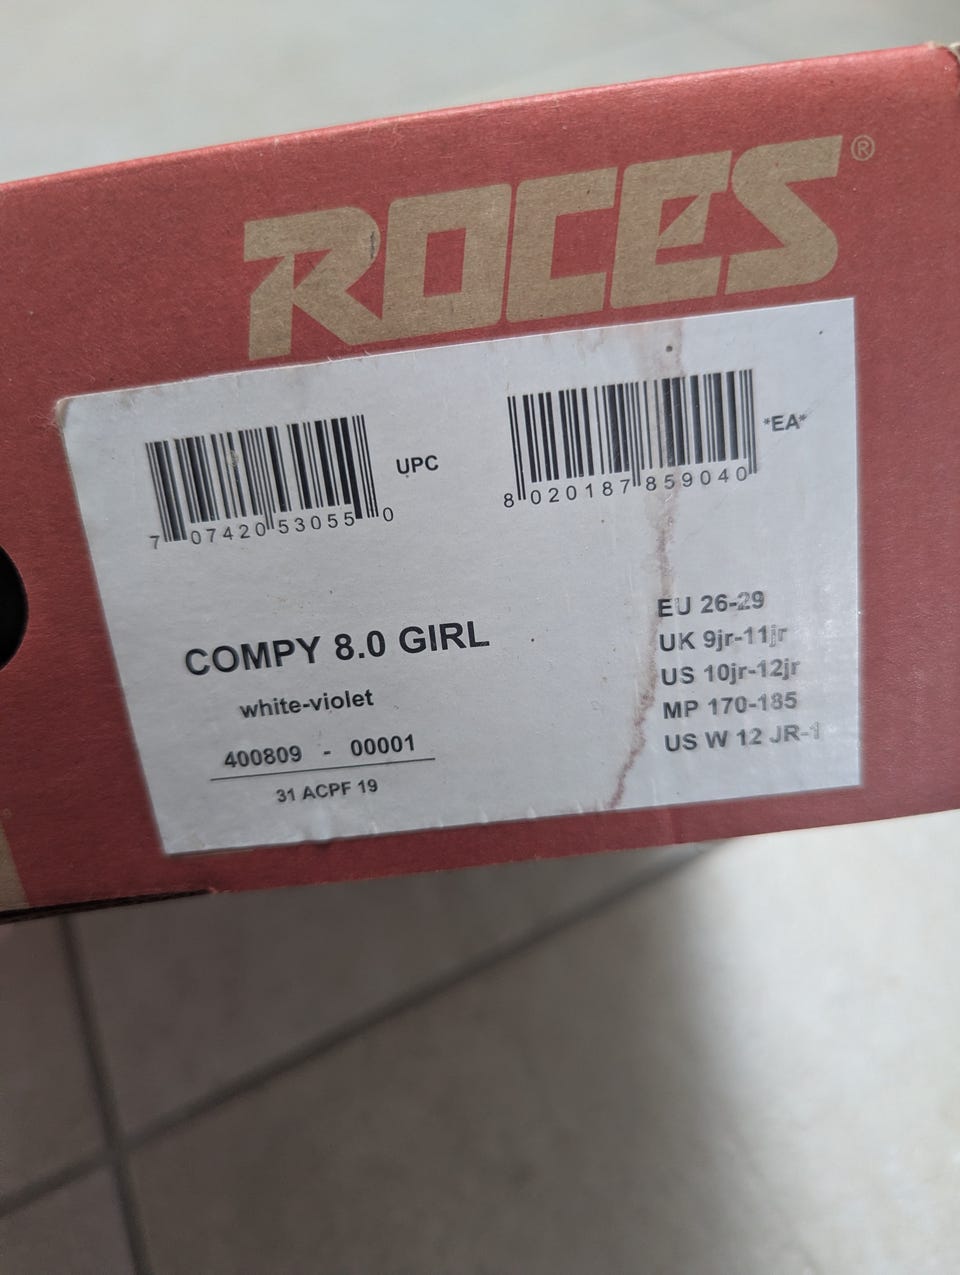 ROCES®
7 07420 53055 0
UPC
8 020187 859040
*EA*
COMPY 8.0 GIRL
white-violet
400809 - 00001
31 ACPF 19
EU 26-29
UK 9jr-11jr
US 10jr-12jr
MP 170-185
US W 12 JR-1